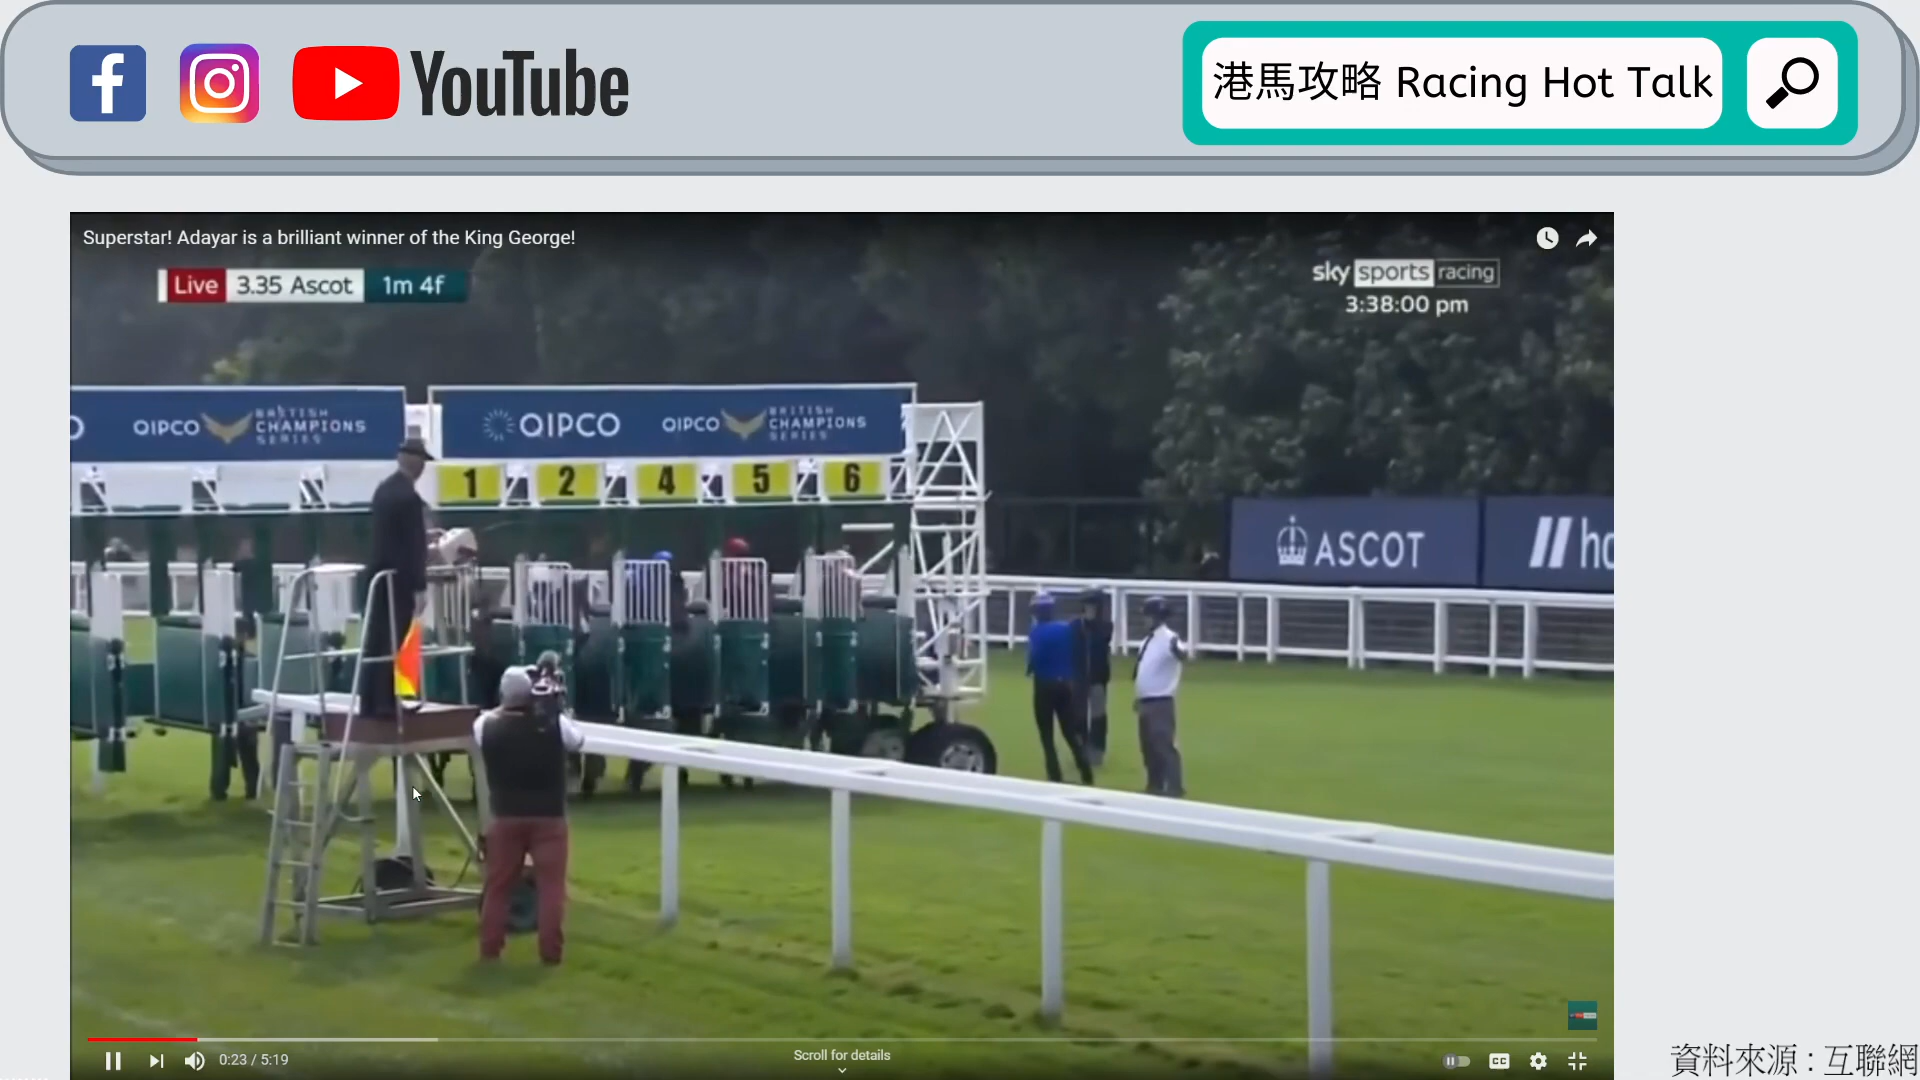 YouTube
港馬攻略 Racing Hot Talk
Superstar! Adayar is a brilliant winner of the King George!
Live 3.35 Ascot 1m 4f
sky sports racing
3:38:00 pm
QIPCO BRITISH CHAMPIONS SERIES
QIPCO
QIPCO BRITISH CHAMPIONS SERIES
1 2 4 5 6
ASCOT
0:23 / 5:19
Scroll for details
CC
資料來源 : 互聯網